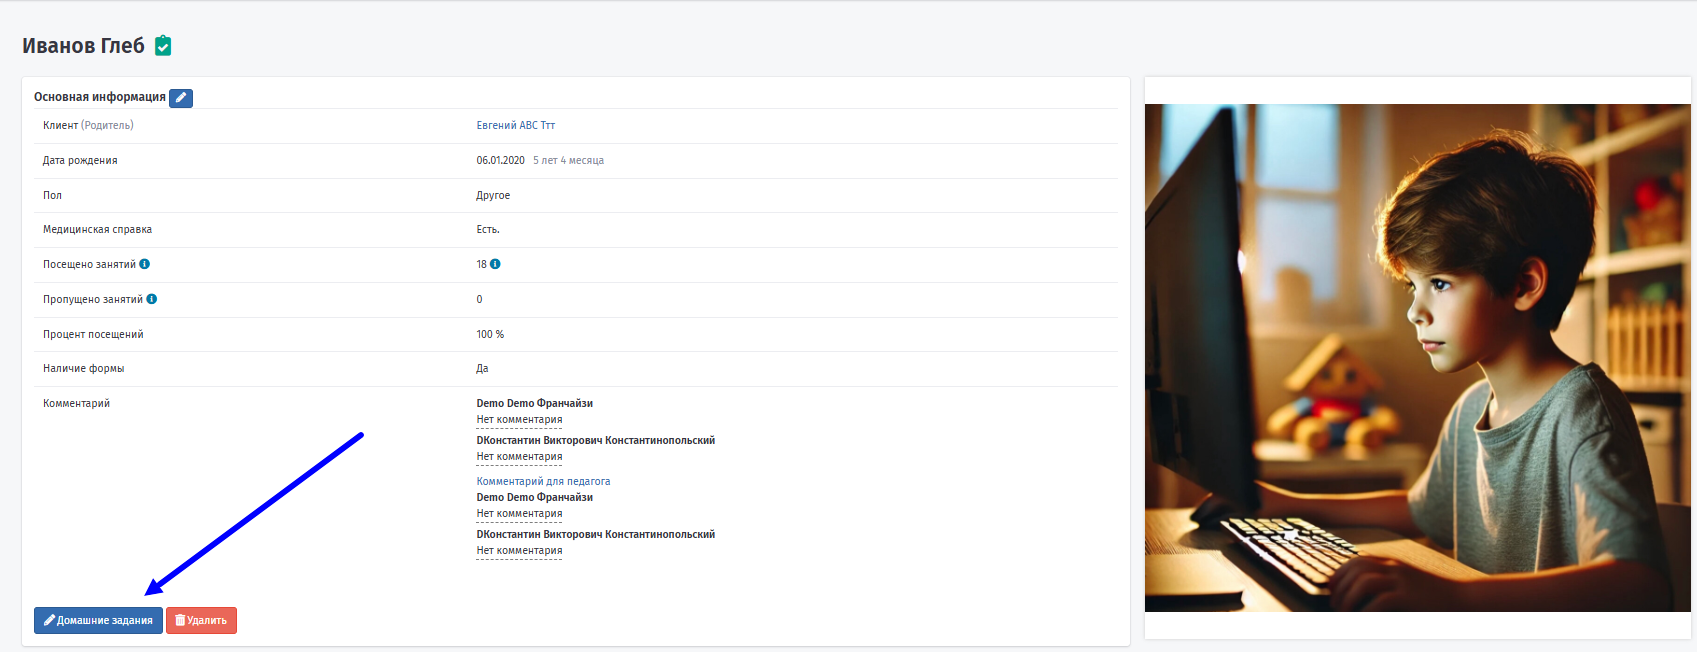 Иванов Глеб
Основная информация
Клиент (Родитель) Евгений АВС Ттт
Дата рождения 06.01.2020 5 лет 4 месяца
Пол Другое
Медицинская справка Есть.
Посещено занятий 18
Пропущено занятий 0
Процент посещений 100 %
Наличие формы Да
Комментарий Demo Demo Франчайзи
Нет комментария
DКонстантин Викторович Константинопольский
Нет комментария
Комментарий для педагога
Demo Demo Франчайзи
Нет комментария
DКонстантин Викторович Константинопольский
Нет комментария
Домашние задания Удалить